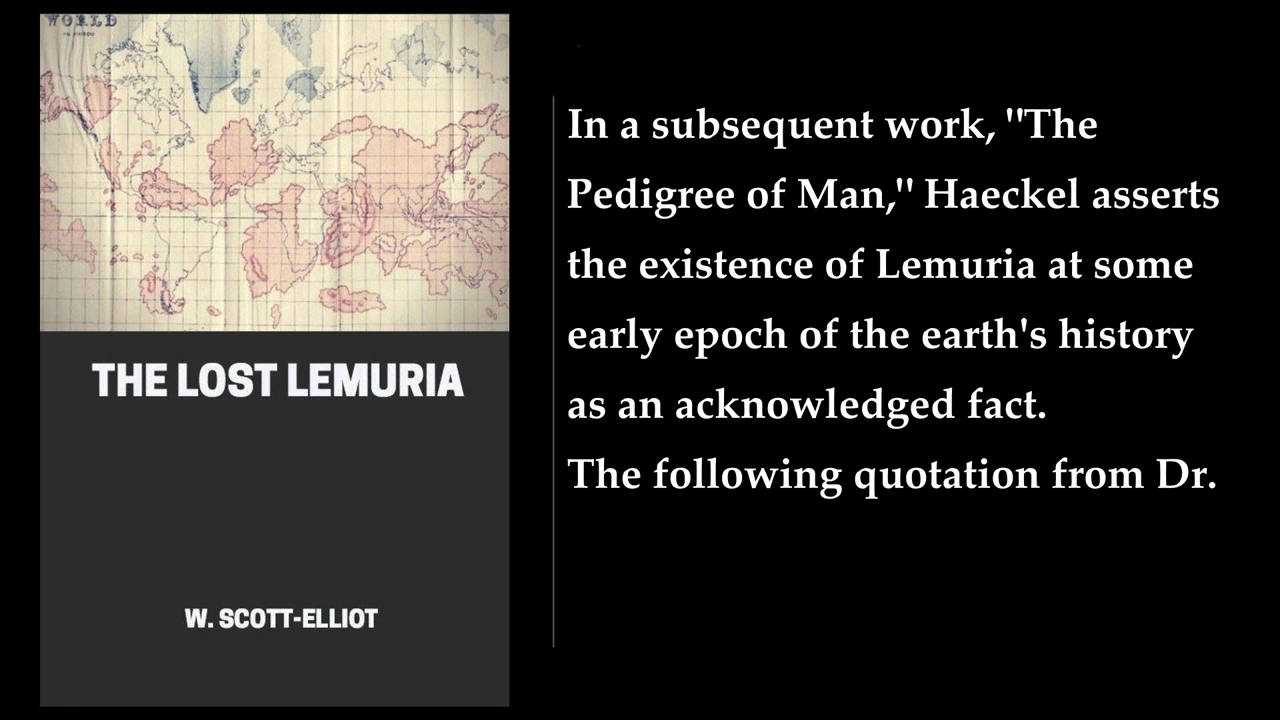 WORLD
THE LOST LEMURIA
W. SCOTT-ELLIOT
In a subsequent work, "The
Pedigree of Man," Haeckel asserts
the existence of Lemuria at some
early epoch of the earth's history
as an acknowledged fact.
The following quotation from Dr.